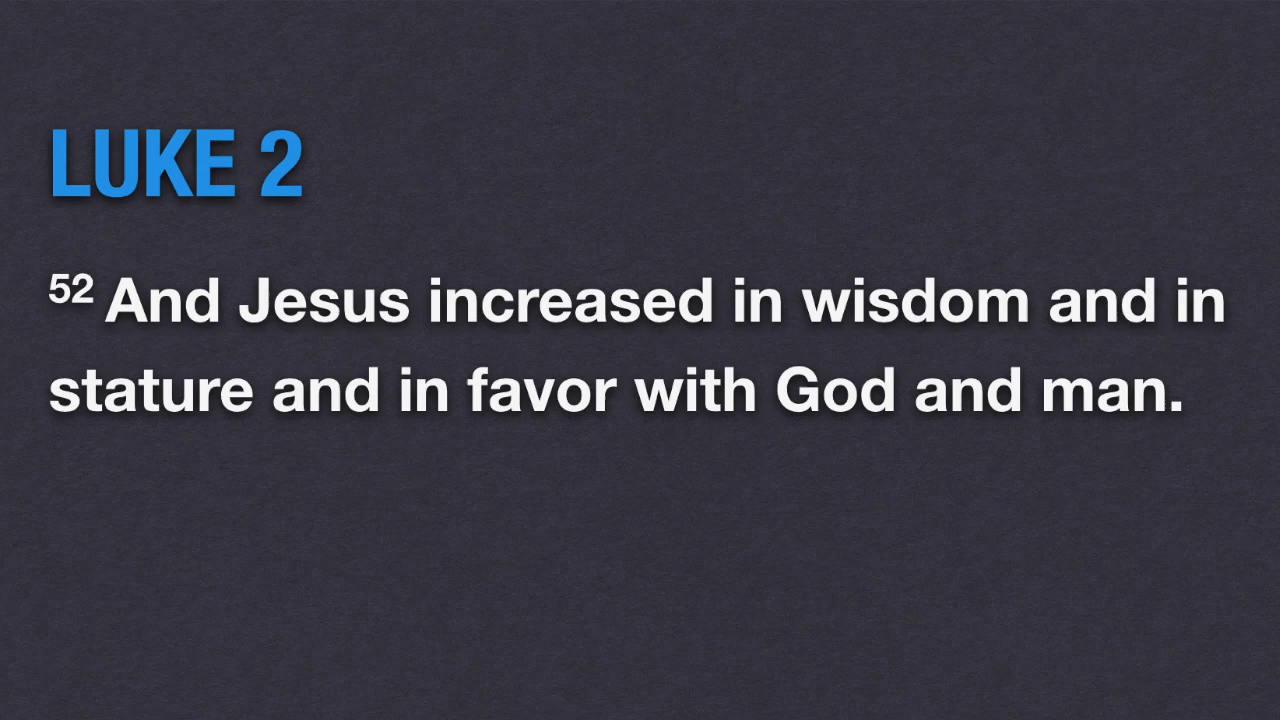 LUKE 2
52 And Jesus increased in wisdom and in
stature and in favor with God and man.